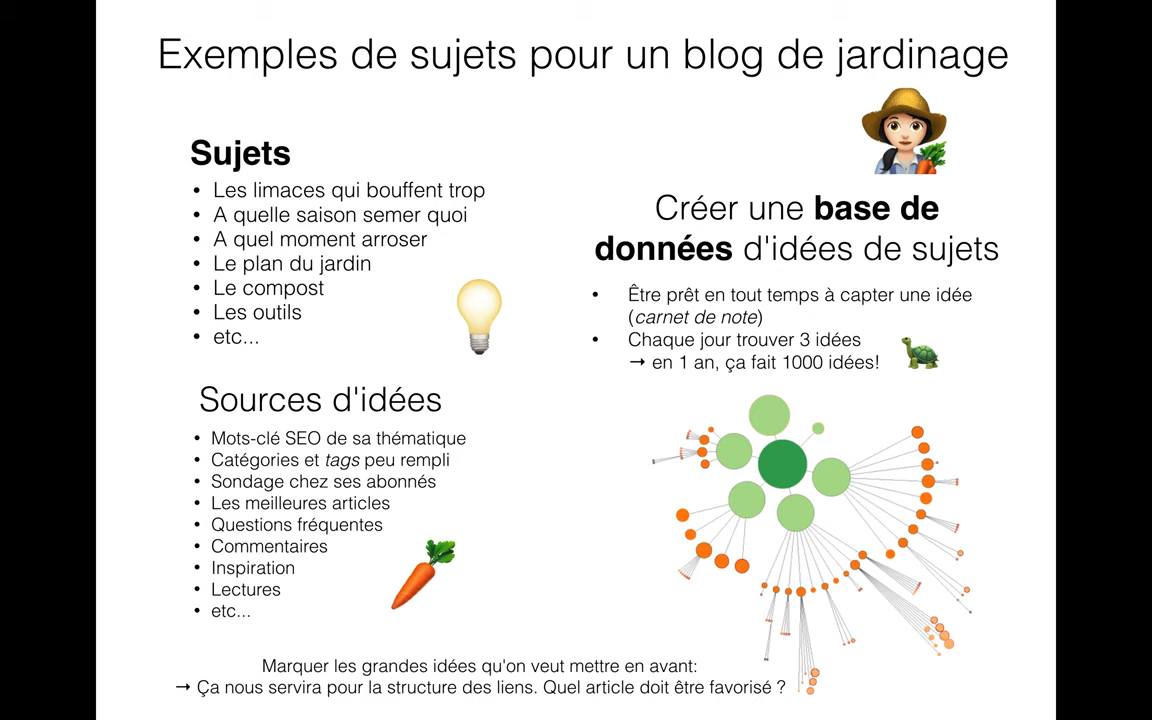 Exemples de sujets pour un blog de jardinage
Sujets
• Les limaces qui bouffent trop
• A quelle saison semer quoi
• A quel moment arroser
• Le plan du jardin
• Le compost
• Les outils
• etc...
Créer une base de
données d'idées de sujets
• Être prêt en tout temps à capter une idée
(carnet de note)
• Chaque jour trouver 3 idées
→ en 1 an, ça fait 1000 idées!
Sources d'idées
• Mots-clé SEO de sa thématique
• Catégories et tags peu rempli
• Sondage chez ses abonnés
• Les meilleures articles
• Questions fréquentes
• Commentaires
• Inspiration
• Lectures
• etc...
Marquer les grandes idées qu'on veut mettre en avant:
→ Ça nous servira pour la structure des liens. Quel article doit être favorisé ?